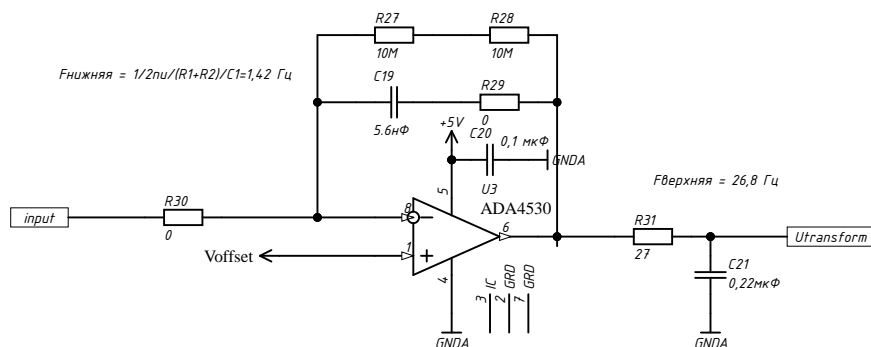 R27
R28
10М
10М
Fнижняя = 1/2пи/(R1+R2)/C1=1,42 Гц
C19
R29
5.6нФ
0
+5V
C20
0,1 мкФ
GNDA
U3
ADA4530
5
Fверхняя = 26,8 Гц
input
R30
0
8
6
R31
27
Utransform
Voffset
1
C21
0,22мкФ
4
3
IC
2
GRD
7
GRD
GNDA
GNDA